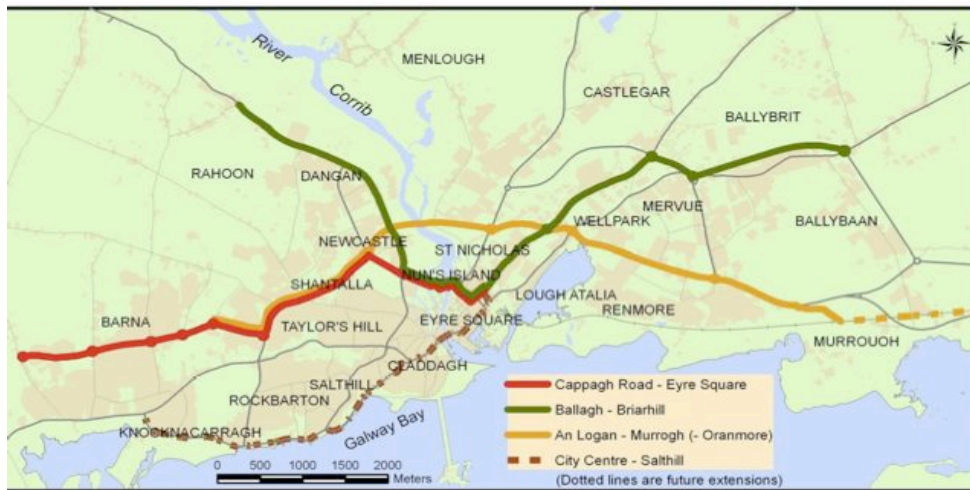 River
Corrib
MENLOUGH
CASTLEGAR
BALLYBRIT
RAHOON
DANGAN
MERVUE
WELLPARK
BALLYBAAN
NEWCASTLE
ST NICHOLAS
NUN'S ISLAND
SHANTALLA
LOUGH ATALIA
RENMORE
BARNA
TAYLOR'S HILL
EYRE SQUARE
MURROUOH
CLADDAGH
SALTHILL
ROCKBARTON
KNOCKNACARRAGH
Galway Bay
Cappagh Road - Eyre Square
Ballagh - Briarhill
An Logan - Murrogh (- Oranmore)
City Centre - Salthill
(Dotted lines are future extensions)
0 500 1000 1500 2000
Meters